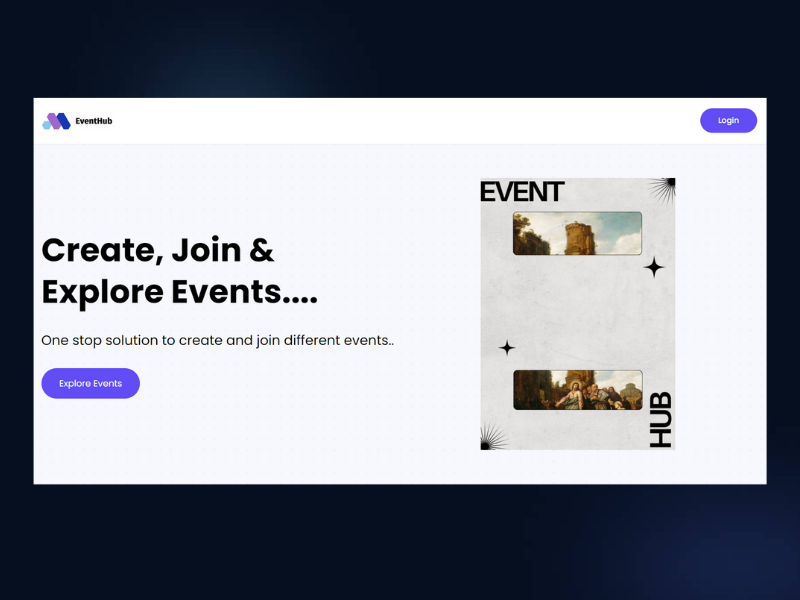 EventHub
Login
Create, Join &
Explore Events....
One stop solution to create and join different events..
Explore Events
EVENT
HUB